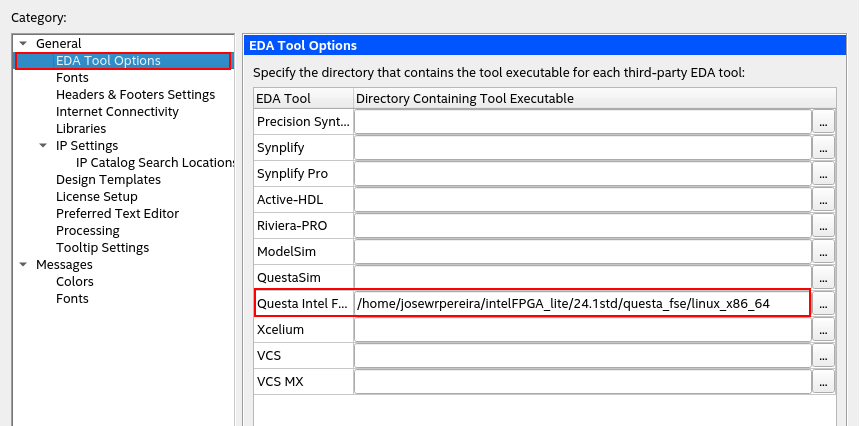 Category:
General
EDA Tool Options
Fonts
Headers & Footers Settings
Internet Connectivity
Libraries
IP Settings
IP Catalog Search Locations
Design Templates
License Setup
Preferred Text Editor
Processing
Tooltip Settings
Messages
Colors
Fonts
EDA Tool Options
Specify the directory that contains the tool executable for each third-party EDA tool:
EDA Tool Directory Containing Tool Executable
Precision Synt... ...
Synplify ...
Synplify Pro ...
Active-HDL ...
Riviera-PRO ...
ModelSim ...
QuestaSim ...
Questa Intel F... /home/josewrpereira/intelFPGA_lite/24.1std/questa_fse/linux_x86_64 ...
Xcelium ...
VCS ...
VCS MX ...